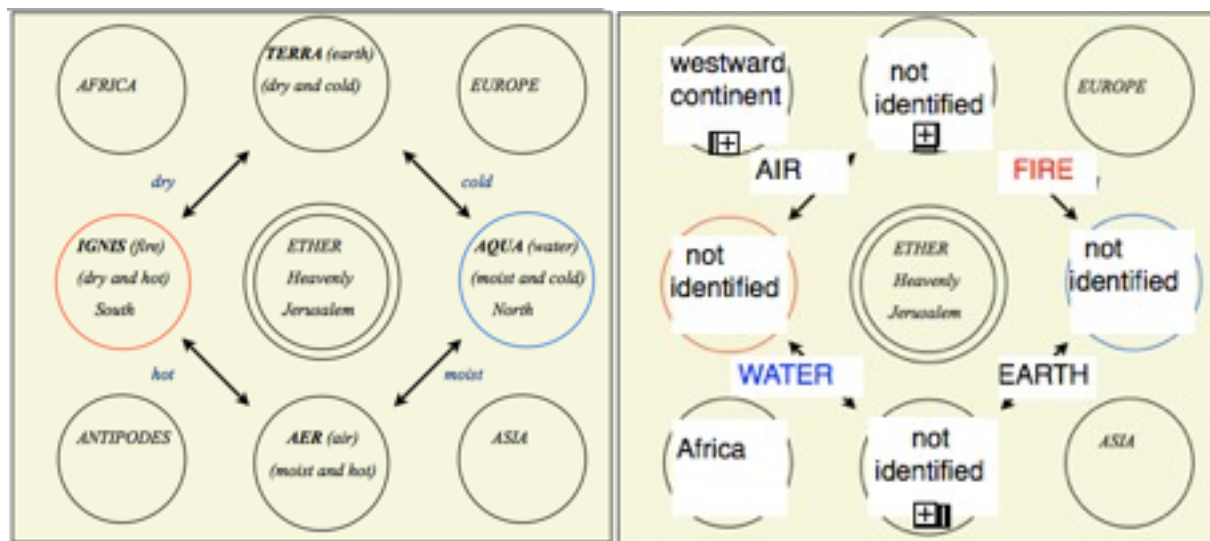 AFRICA
TERRA (earth)
(dry and cold)
EUROPE
dry
cold
IGNIS (fire)
(dry and hot)
South
ETHER
Heavenly
Jerusalem
AQUA (water)
(moist and cold)
North
hot
moist
ANTIPODES
AER (air)
(moist and hot)
ASIA
westward
continent
not
identified
EUROPE
AIR
FIRE
not
identified
ETHER
Heavenly
Jerusalem
not
identified
WATER
EARTH
Africa
not
identified
ASIA